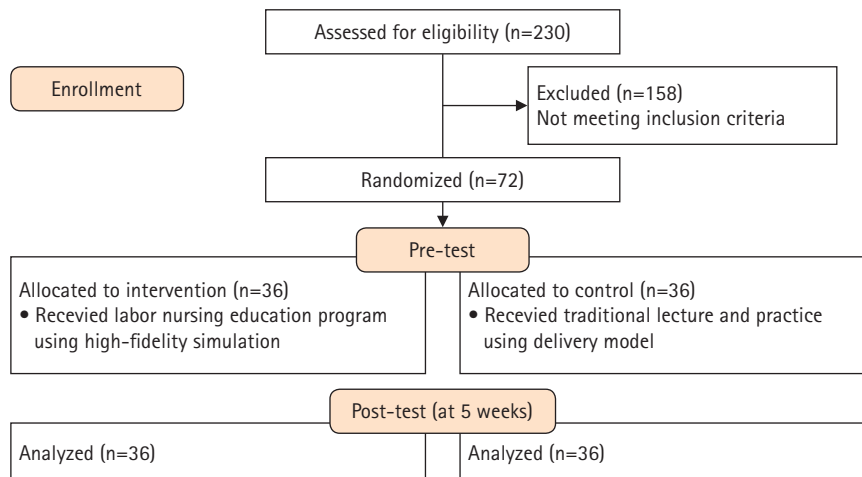 Assessed for eligibility (n=230)
Enrollment
Excluded (n=158)
Not meeting inclusion criteria
Randomized (n=72)
Pre-test
Allocated to intervention (n=36)
• Recevied labor nursing education program
using high-fidelity simulation
Allocated to control (n=36)
• Recevied traditional lecture and practice
using delivery model
Post-test (at 5 weeks)
Analyzed (n=36)
Analyzed (n=36)